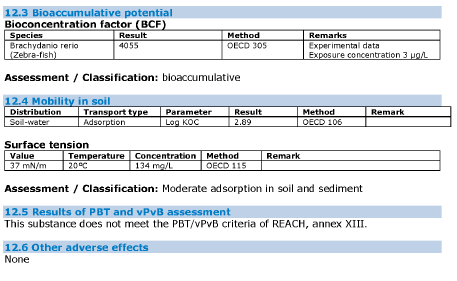 12.3 Bioaccumulative potential
Bioconcentration factor (BCF)
Species Result Method Remarks
Brachydanio rerio 4055 OECD 305 Experimental data
(Zebra-fish) Exposure concentration 3 µg/L
Assessment / Classification: bioaccumulative
12.4 Mobility in soil
Distribution Transport type Parameter Result Method Remark
Soil-water Adsorption Log KOC 2.89 OECD 106
Surface tension
Value Temperature Concentration Method Remark
37 mN/m 20ºC 134 mg/L OECD 115
Assessment / Classification: Moderate adsorption in soil and sediment
12.5 Results of PBT and vPvB assessment
This substance does not meet the PBT/vPvB criteria of REACH, annex XIII.
12.6 Other adverse effects
None